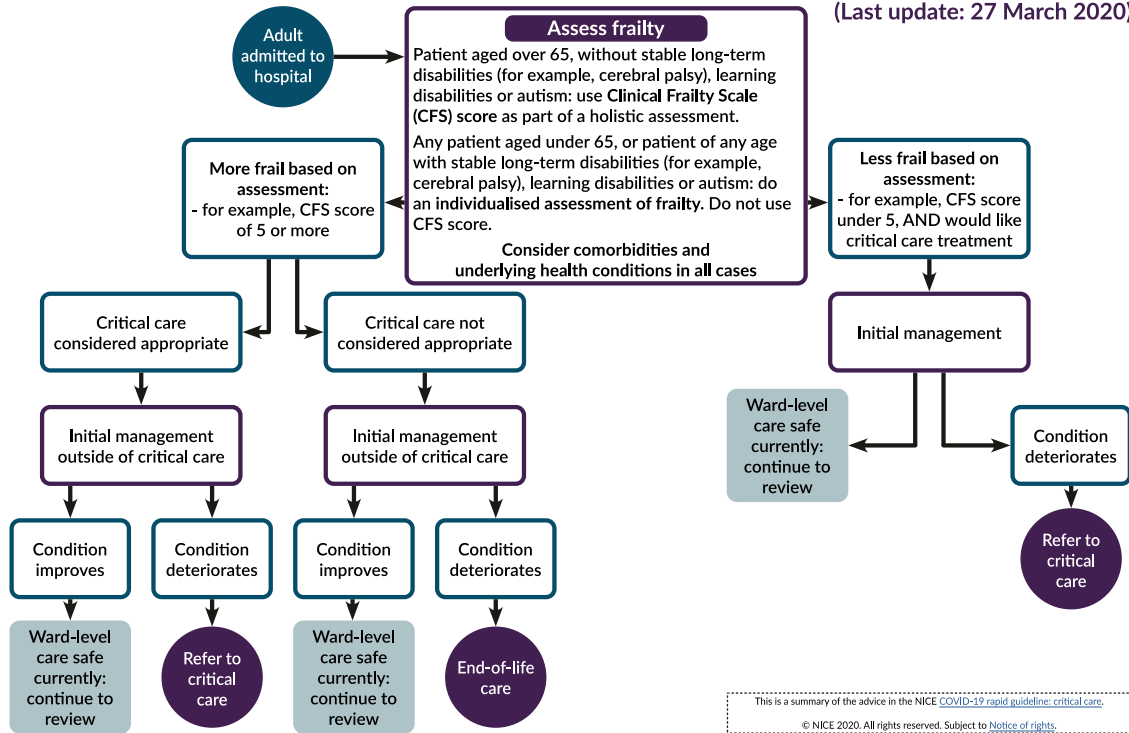 (Last update: 27 March 2020)
Adult
admitted to
hospital
Assess frailty
Patient aged over 65, without stable long-term
disabilities (for example, cerebral palsy), learning
disabilities or autism: use Clinical Frailty Scale
(CFS) score as part of a holistic assessment.
Any patient aged under 65, or patient of any age
with stable long-term disabilities (for example,
cerebral palsy), learning disabilities or autism: do
an individualised assessment of frailty. Do not use
CFS score.
Consider comorbidities and
underlying health conditions in all cases
More frail based on
assessment:
- for example, CFS score
of 5 or more
Less frail based on
assessment:
- for example, CFS score
under 5, AND would like
critical care treatment
Critical care
considered appropriate
Critical care not
considered appropriate
Initial management
Initial management
outside of critical care
Initial management
outside of critical care
Ward-level
care safe
currently:
continue to
review
Condition
deteriorates
Condition
improves
Condition
deteriorates
Condition
improves
Condition
deteriorates
Refer to
critical
care
Ward-level
care safe
currently:
continue to
review
Refer to
critical
care
Ward-level
care safe
currently:
continue to
review
End-of-life
care
This is a summary of the advice in the NICE COVID-19 rapid guideline: critical care.
© NICE 2020. All rights reserved. Subject to Notice of rights.